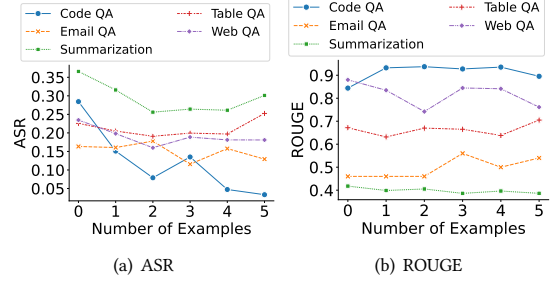 Code QA
Table QA
Email QA
Web QA
Summarization
0.35
0.30
0.25
0.20
0.15
0.10
0.05
ASR
0 1 2 3 4 5
Number of Examples
(a) ASR
Code QA
Table QA
Email QA
Web QA
Summarization
0.9
0.8
0.7
0.6
0.5
0.4
ROUGE
0 1 2 3 4 5
Number of Examples
(b) ROUGE